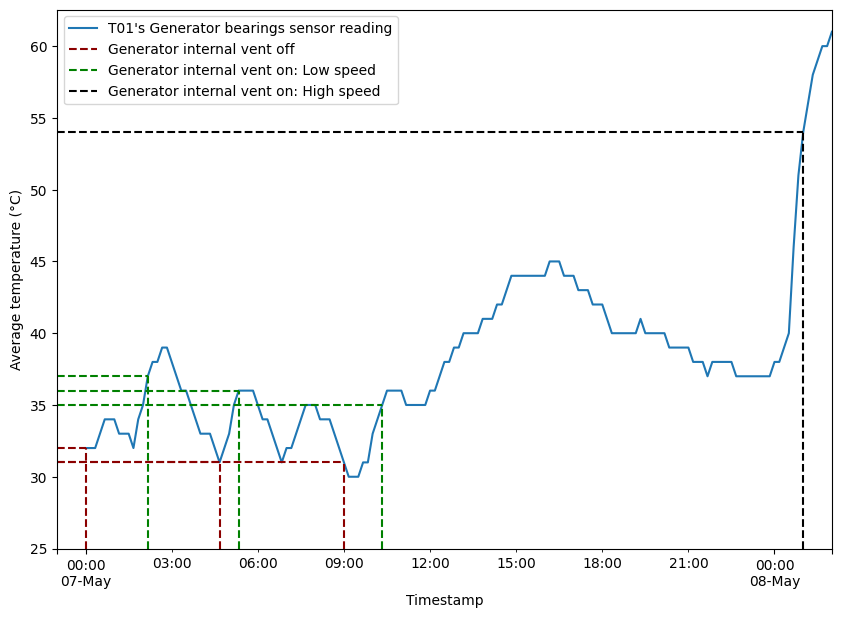 T01's Generator bearings sensor reading
Generator internal vent off
Generator internal vent on: Low speed
Generator internal vent on: High speed
Average temperature (°C)
60
55
50
45
40
35
30
25
00:00 03:00 06:00 09:00 12:00 15:00 18:00 21:00 00:00
07-May 08-May
Timestamp